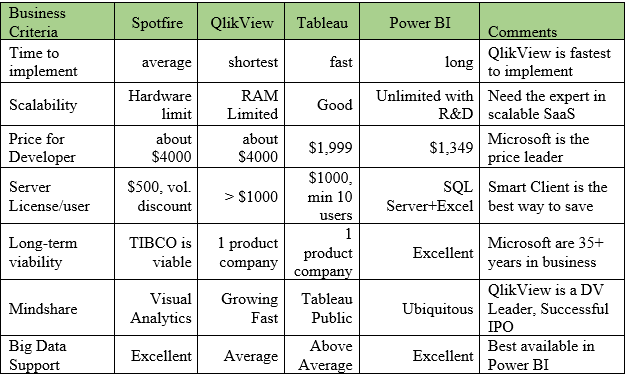 Business
Criteria
Spotfire
QlikView
Tableau
Power BI
Comments
Time to
implement
average
shortest
fast
long
QlikView is fastest
to implement
Scalability
Hardware
limit
RAM
Limited
Good
Unlimited with
R&D
Need the expert in
scalable SaaS
Price for
Developer
about
$4000
about
$4000
$1,999
$1,349
Microsoft is the
price leader
Server
License/user
$500, vol.
discount
> $1000
$1000,
min 10
users
SQL
Server+Excel
Smart Client is the
best way to save
Long-term
viability
TIBCO is
viable
1 product
company
1
product
company
Excellent
Microsoft are 35+
years in business
Mindshare
Visual
Analytics
Growing
Fast
Tableau
Public
Ubiquitous
QlikView is a DV
Leader, Successful
IPO
Big Data
Support
Excellent
Average
Above
Average
Excellent
Best available in
Power BI